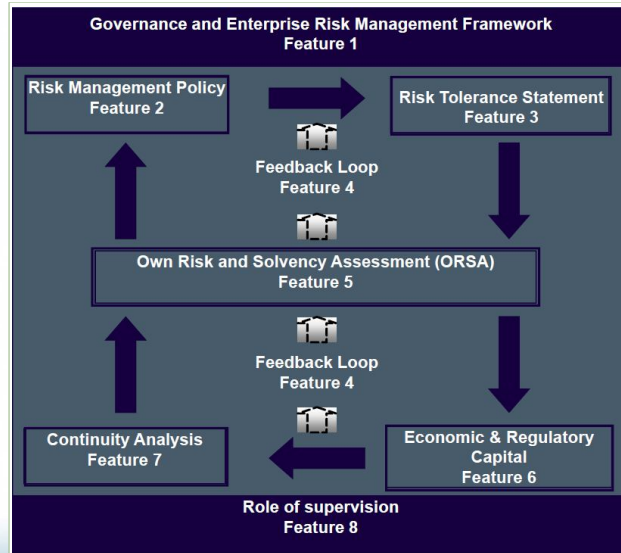 Governance and Enterprise Risk Management Framework
Feature 1
Risk Management Policy
Feature 2
Risk Tolerance Statement
Feature 3
Feedback Loop
Feature 4
Own Risk and Solvency Assessment (ORSA)
Feature 5
Feedback Loop
Feature 4
Continuity Analysis
Feature 7
Economic & Regulatory
Capital
Feature 6
Role of supervision
Feature 8